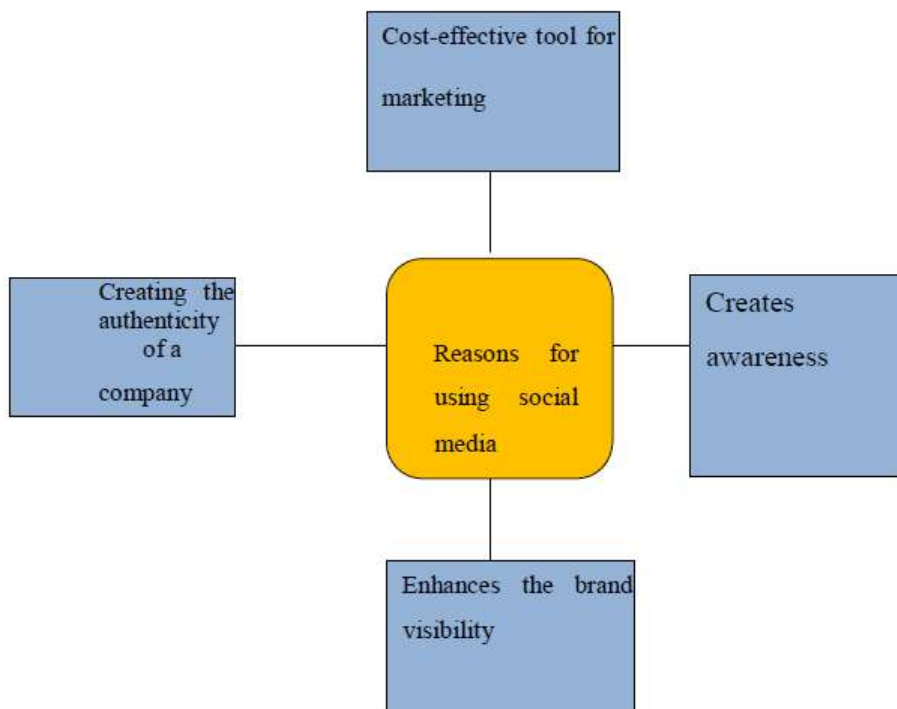 Cost-effective tool for
marketing
Creating the
authenticity
of a
company
Reasons for
using social
media
Creates
awareness
Enhances the brand
visibility